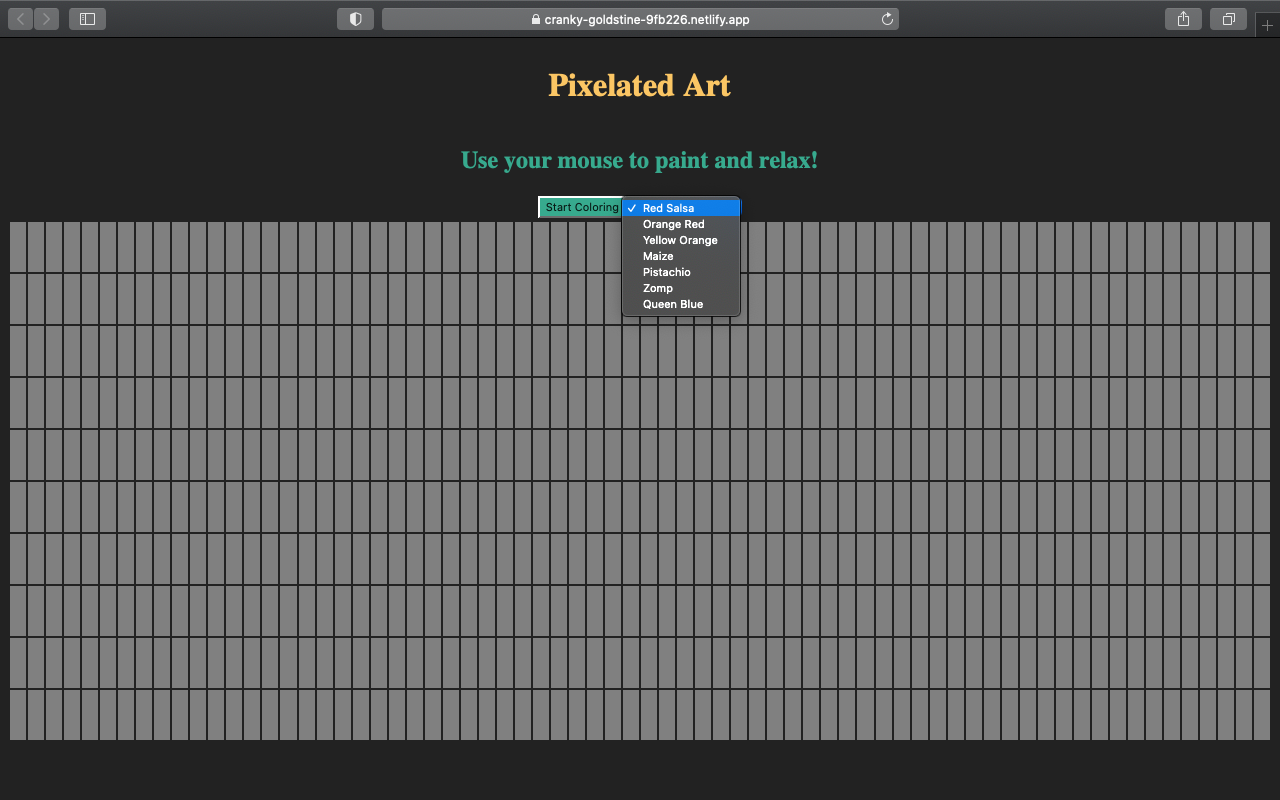 cranky-goldstine-9fb226.netlify.app
Pixelated Art
Use your mouse to paint and relax!
Start Coloring
✓ Red Salsa
Orange Red
Yellow Orange
Maize
Pistachio
Zomp
Queen Blue